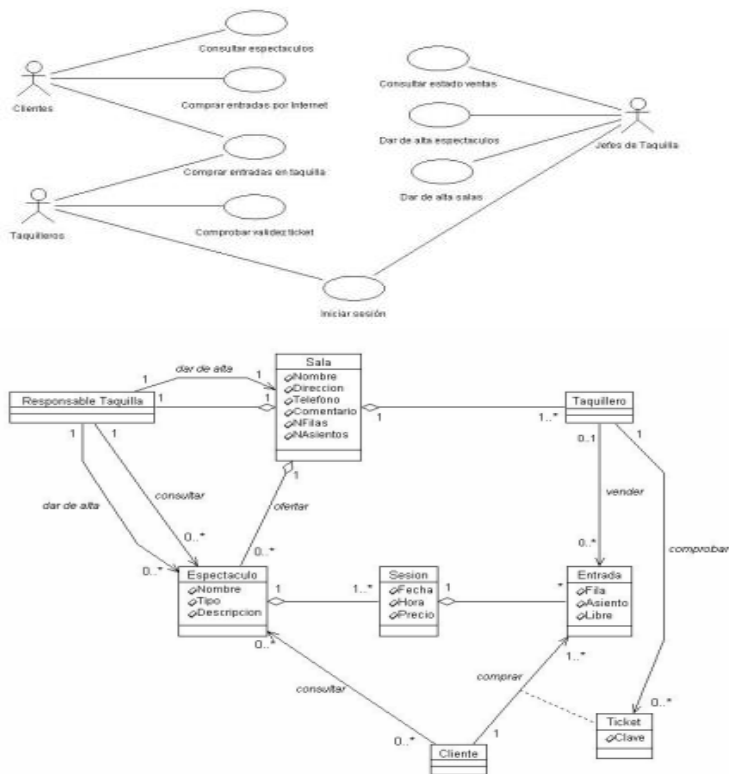 Consultar espectaculos
Clientes
Comprar entradas por Internet
Comprar entradas en taquilla
Taquilleros
Comprobar validez ticket
Consultar estado ventas
Dar de alta espectaculos
Jefes de Taquilla
Dar de alta salas
Iniciar sesión
Sala
Nombre
Direccion
Telefono
Comentario
NFilas
NAsientos
Responsable Taquilla
Taquillero
1
dar de alta
1
1
1
1
1..*
1
1
0..1
1
dar de alta
consultar
1
ofertar
vender
comprobar
0..*
0..*
0..*
0..*
Espectaculo
Nombre
Tipo
Descripcion
1
1..*
Sesion
Fecha
Hora
Precio
1
*
Entrada
Fila
Asiento
Libre
0..*
1..*
consultar
comprar
0..*
0..*
1
Cliente
Ticket
Clave